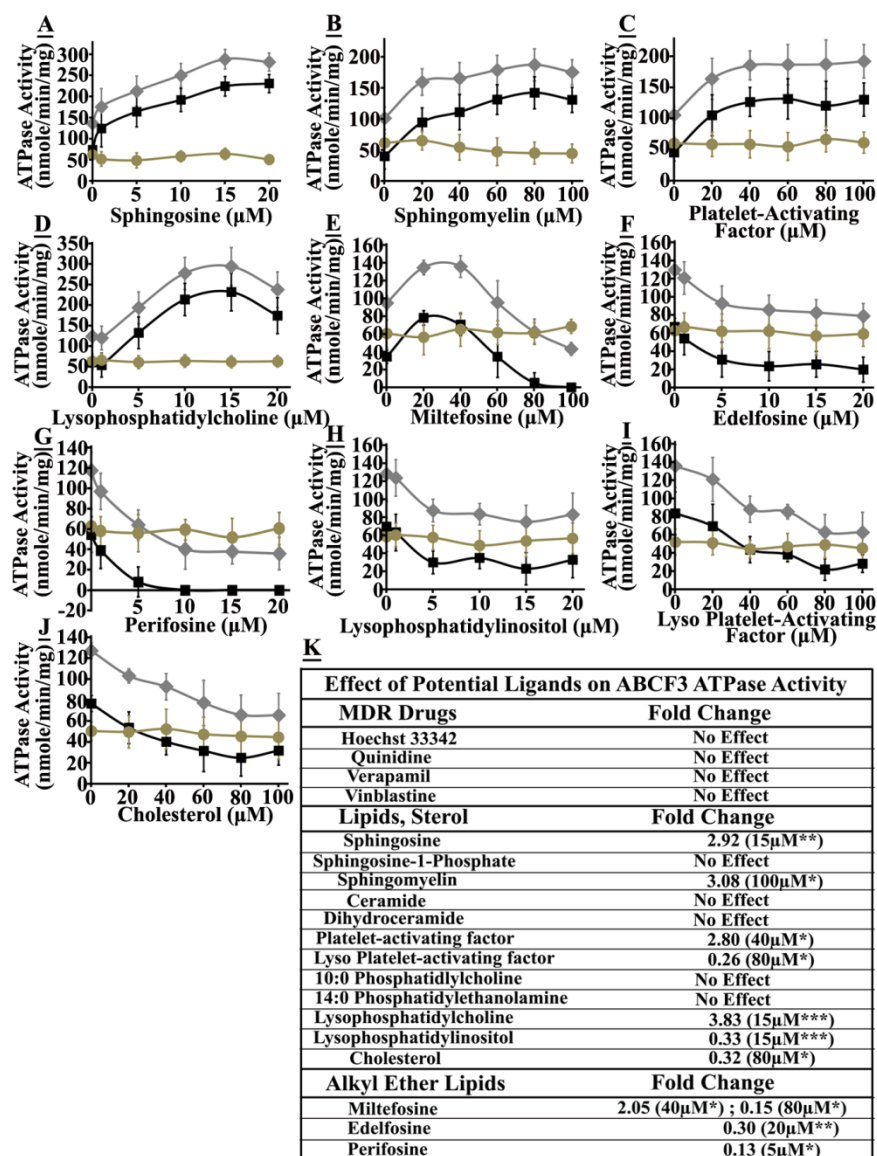 A
B
C
ATPase Activity
(nmole/min/mg)
300
250
200
150
100
50
0
0 5 10 15 20
Sphingosine (µM)
ATPase Activity
(nmole/min/mg)
200
150
100
50
0
0 20 40 60 80 100
Sphingomyelin (µM)
ATPase Activity
(nmole/min/mg)
200
150
100
50
0
0 20 40 60 80 100
Platelet-Activating
Factor (µM)
D
E
F
ATPase Activity
(nmole/min/mg)
350
300
250
200
150
100
50
0
0 5 10 15 20
Lysophosphatidylcholine (µM)
ATPase Activity
(nmole/min/mg)
160
140
120
100
80
60
40
20
0
0 20 40 60 80 100
Miltefosine (µM)
ATPase Activity
(nmole/min/mg)
160
140
120
100
80
60
40
20
0
0 5 10 15 20
Edelfosine (µM)
G
H
I
ATPase Activity
(nmole/min/mg)
140
120
100
80
60
40
20
0
-20
5 10 15 20
Perifosine (µM)
ATPase Activity
(nmole/min/mg)
160
140
120
100
80
60
40
20
0
0 5 10 15 20
Lysophosphatidylinositol (µM)
ATPase Activity
(nmole/min/mg)
160
140
120
100
80
60
40
20
0
0 20 40 60 80 100
Lyso Platelet-Activating
Factor (µM)
J
ATPase Activity
(nmole/min/mg)
140
120
100
80
60
40
20
0
0 20 40 60 80 100
Cholesterol (µM)
K
Effect of Potential Ligands on ABCF3 ATPase Activity
MDR Drugs Fold Change
Hoechst 33342 No Effect
Quinidine No Effect
Verapamil No Effect
Vinblastine No Effect
Lipids, Sterol Fold Change
Sphingosine 2.92 (15µM**)
Sphingosine-1-Phosphate No Effect
Sphingomyelin 3.08 (100µM*)
Ceramide No Effect
Dihydroceramide No Effect
Platelet-activating factor 2.80 (40µM*)
Lyso Platelet-activating factor 0.26 (80µM*)
10:0 Phosphatidlylcholine No Effect
14:0 Phosphatidylethanolamine No Effect
Lysophosphatidylcholine 3.83 (15µM***)
Lysophosphatidylinositol 0.33 (15µM***)
Cholesterol 0.32 (80µM*)
Alkyl Ether Lipids Fold Change
Miltefosine 2.05 (40µM*) ; 0.15 (80µM*)
Edelfosine 0.30 (20µM**)
Perifosine 0.13 (5µM*)